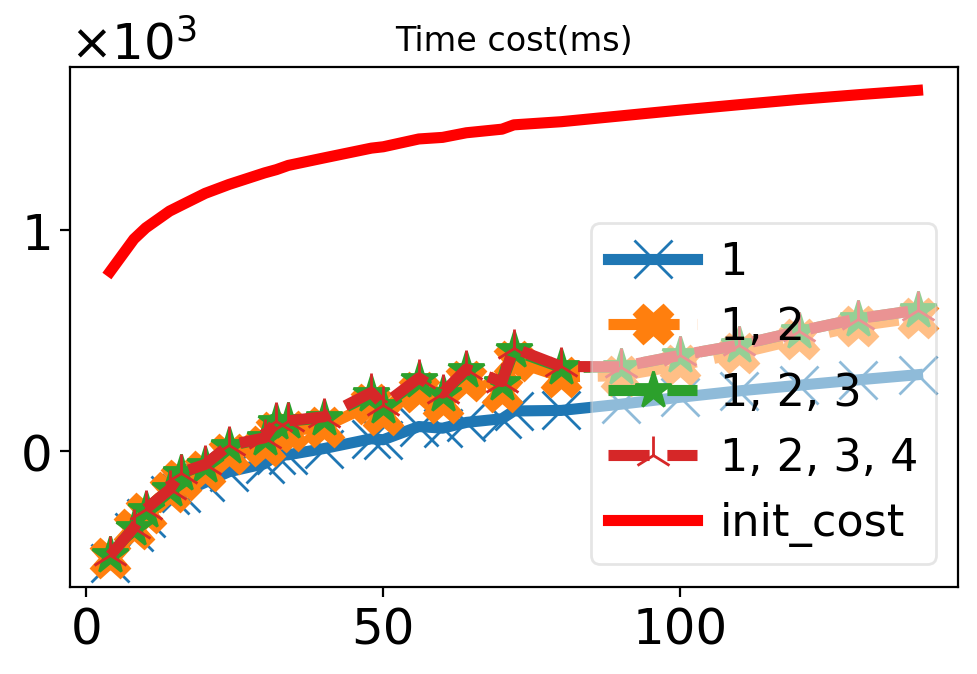 ×10³
Time cost(ms)
1
0
0
50
100
1
1, 2
1, 2, 3
1, 2, 3, 4
init_cost